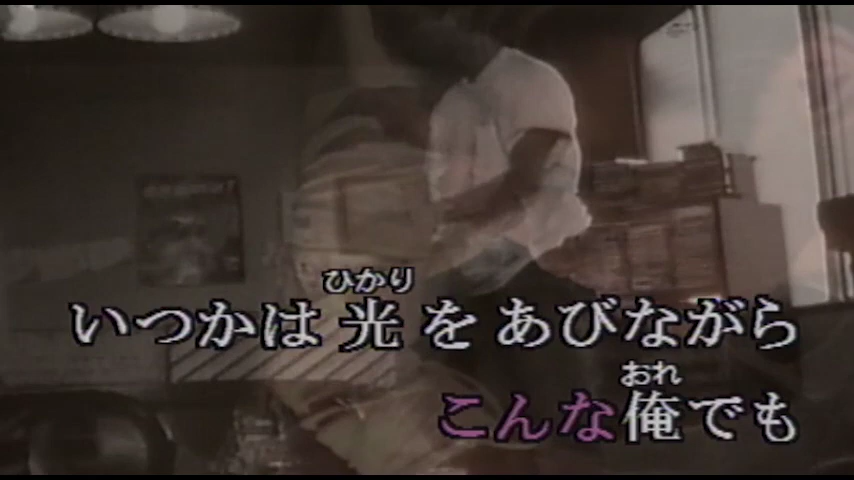 ひかり
いつかは 光 を あびながら
おれ
こんな俺でも